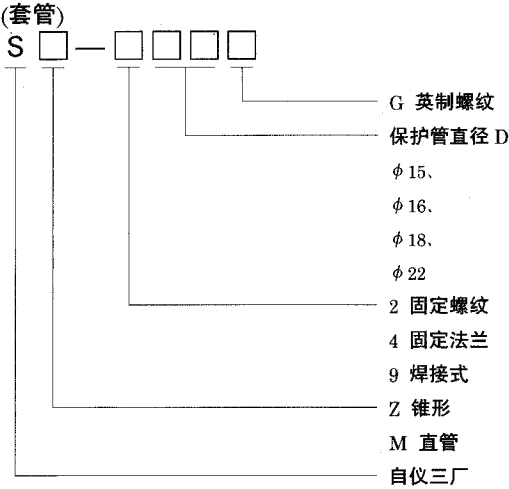 (套管)
S□—□□□□
G 英制螺纹
保护管直径 D
φ15、
φ16、
φ18、
φ22
2 固定螺纹
4 固定法兰
9 焊接式
Z 锥形
M 直管
自仪三厂